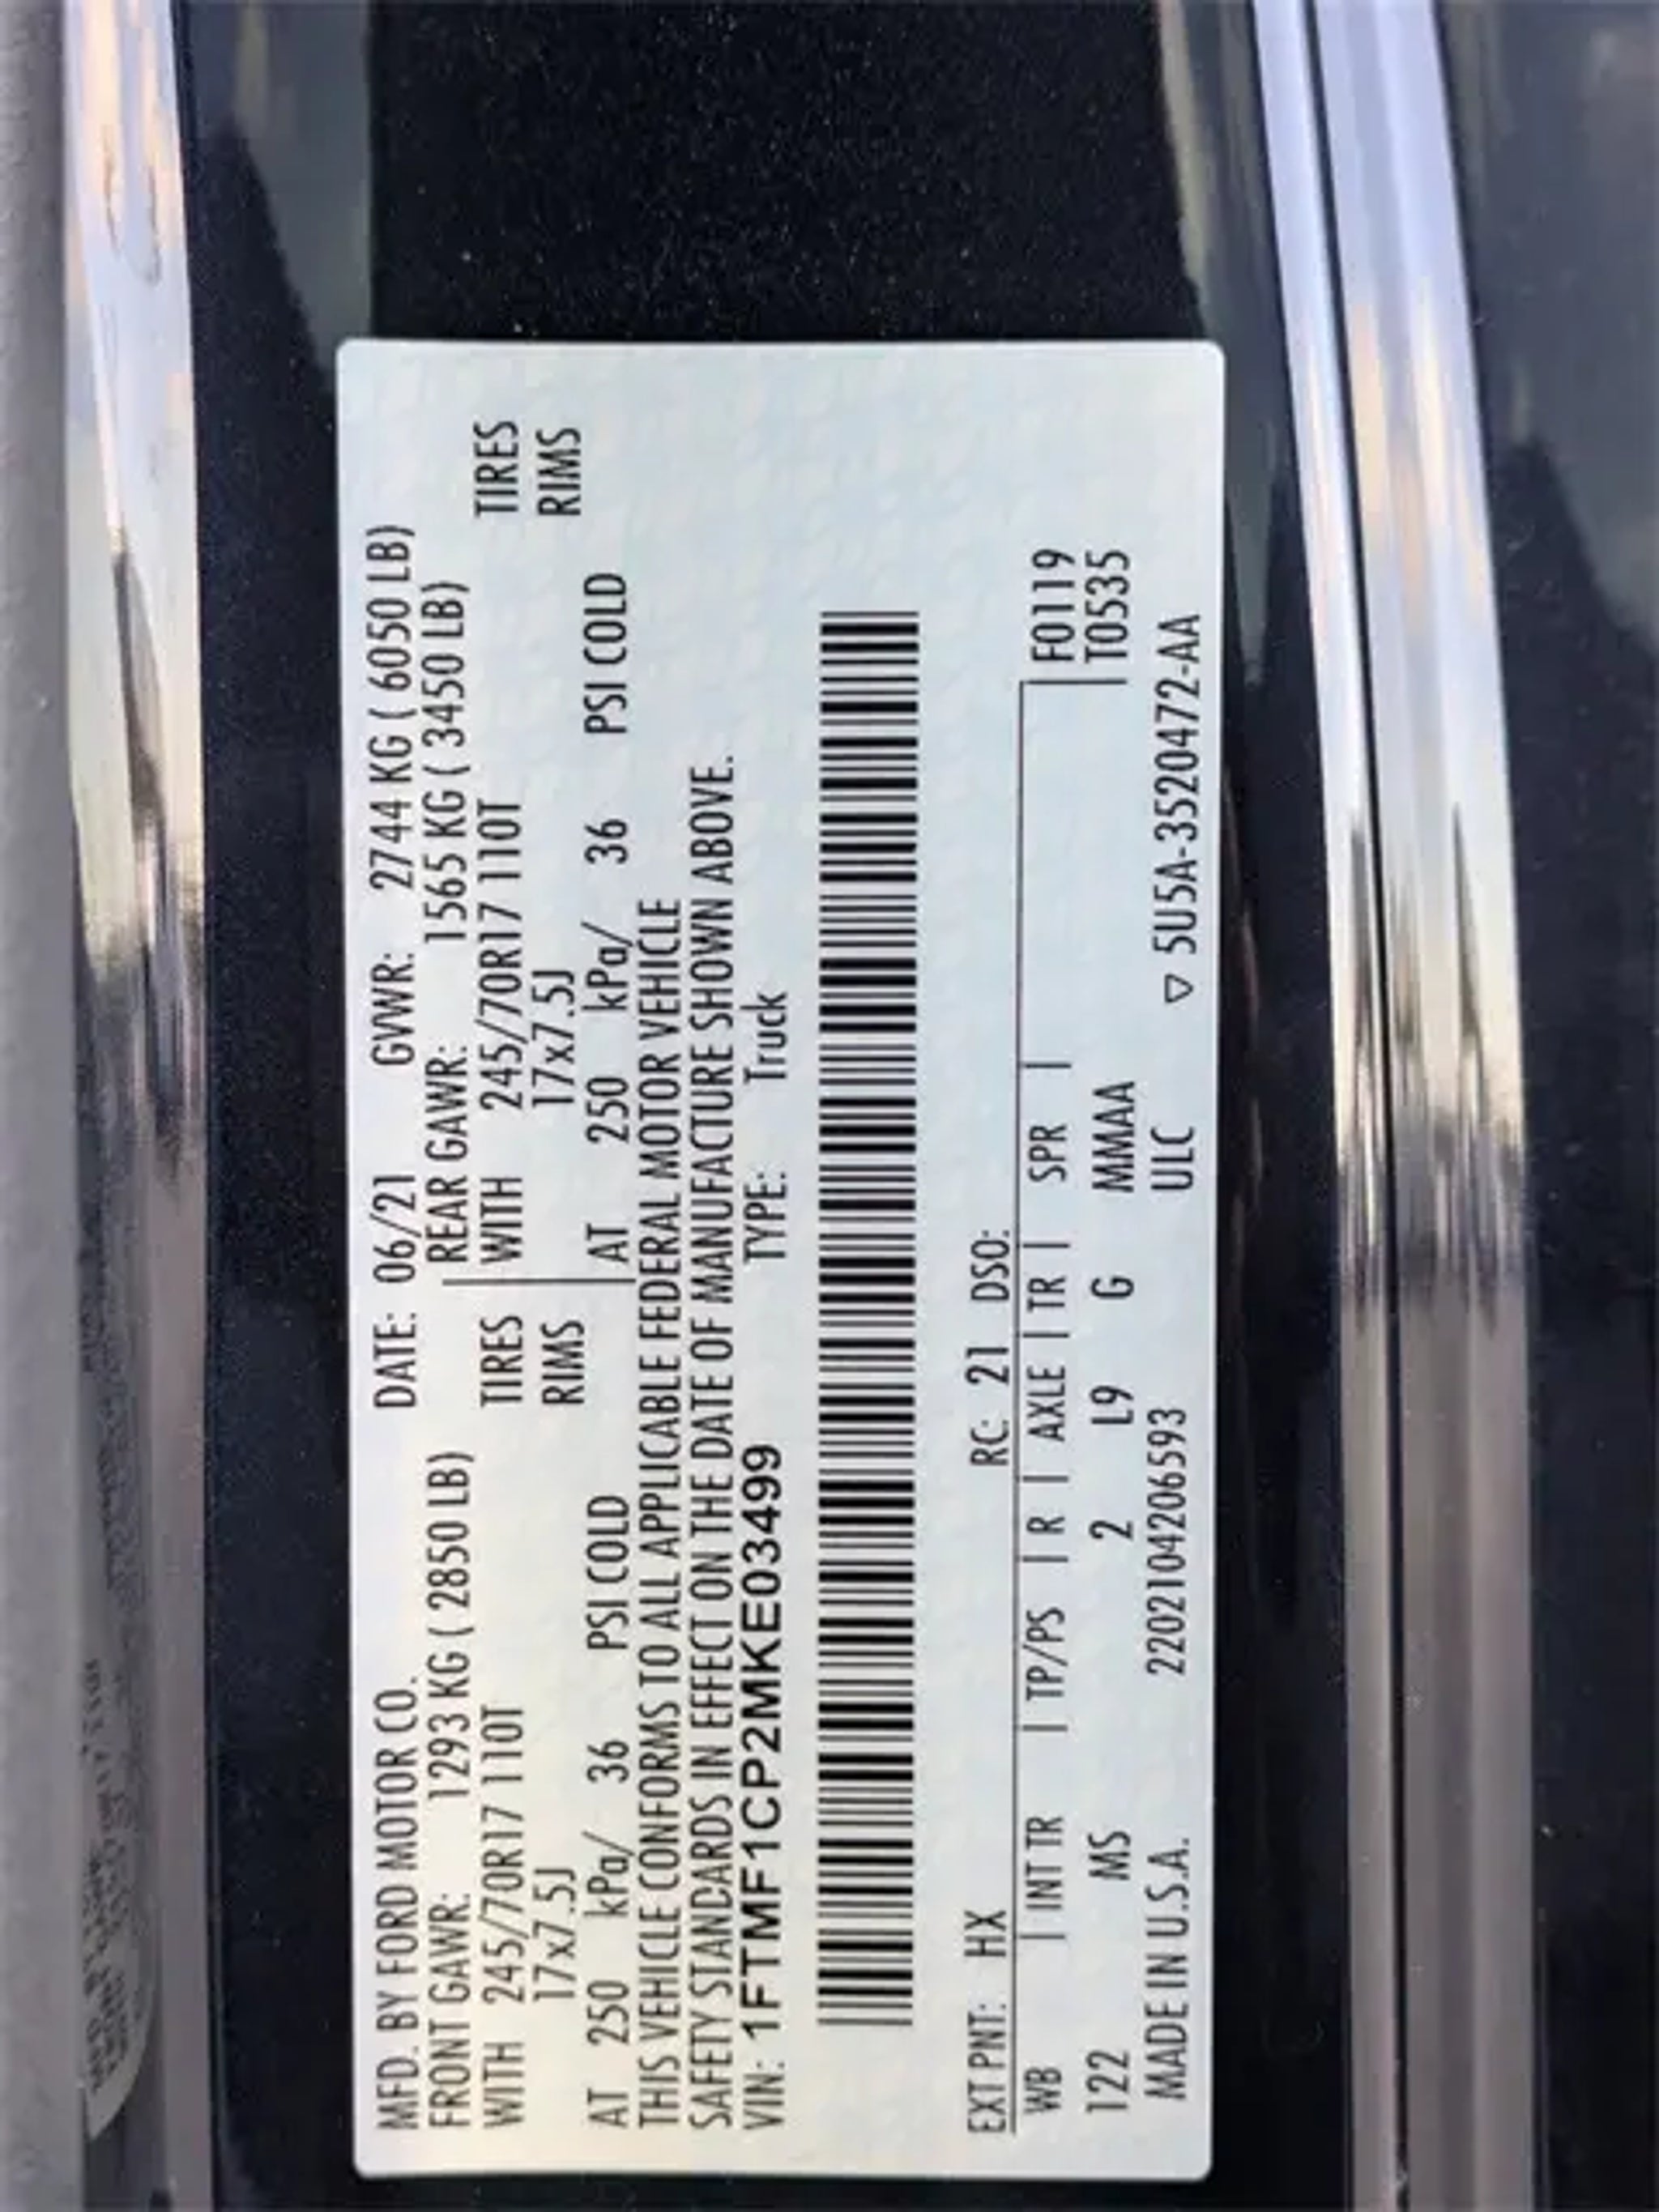 MFD. BY FORD MOTOR CO. DATE: 06/21 GVWR: 2744 KG ( 6050 LB)
FRONT GAWR: 1293 KG ( 2850 LB) REAR GAWR: 1565 KG ( 3450 LB)
WITH 245/70R17 110T TIRES WITH 245/70R17 110T TIRES
17x7.5J RIMS 17x7.5J RIMS
AT 250 kPa/ 36 PSI COLD AT 250 kPa/ 36 PSI COLD
THIS VEHICLE CONFORMS TO ALL APPLICABLE FEDERAL MOTOR VEHICLE
SAFETY STANDARDS IN EFFECT ON THE DATE OF MANUFACTURE SHOWN ABOVE.
VIN: 1FTMF1CP2MKE03499 TYPE: Truck
EXT PNT: HX RC: 21 DSO:
WB | INT TR | TP/PS | R | AXLE | TR | SPR | F0119
122 MS 2 L9 G MMAA T0535
MADE IN U.S.A. 220210420659​3 ULC ▽ 5U5A-3520472-AA